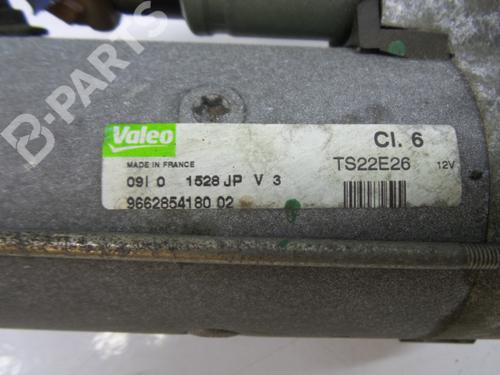 B-PARTS
Valeo
MADE IN FRANCE
Cl. 6
TS22E26 12V
09I 0 1528 JP V 3
9662854180 02